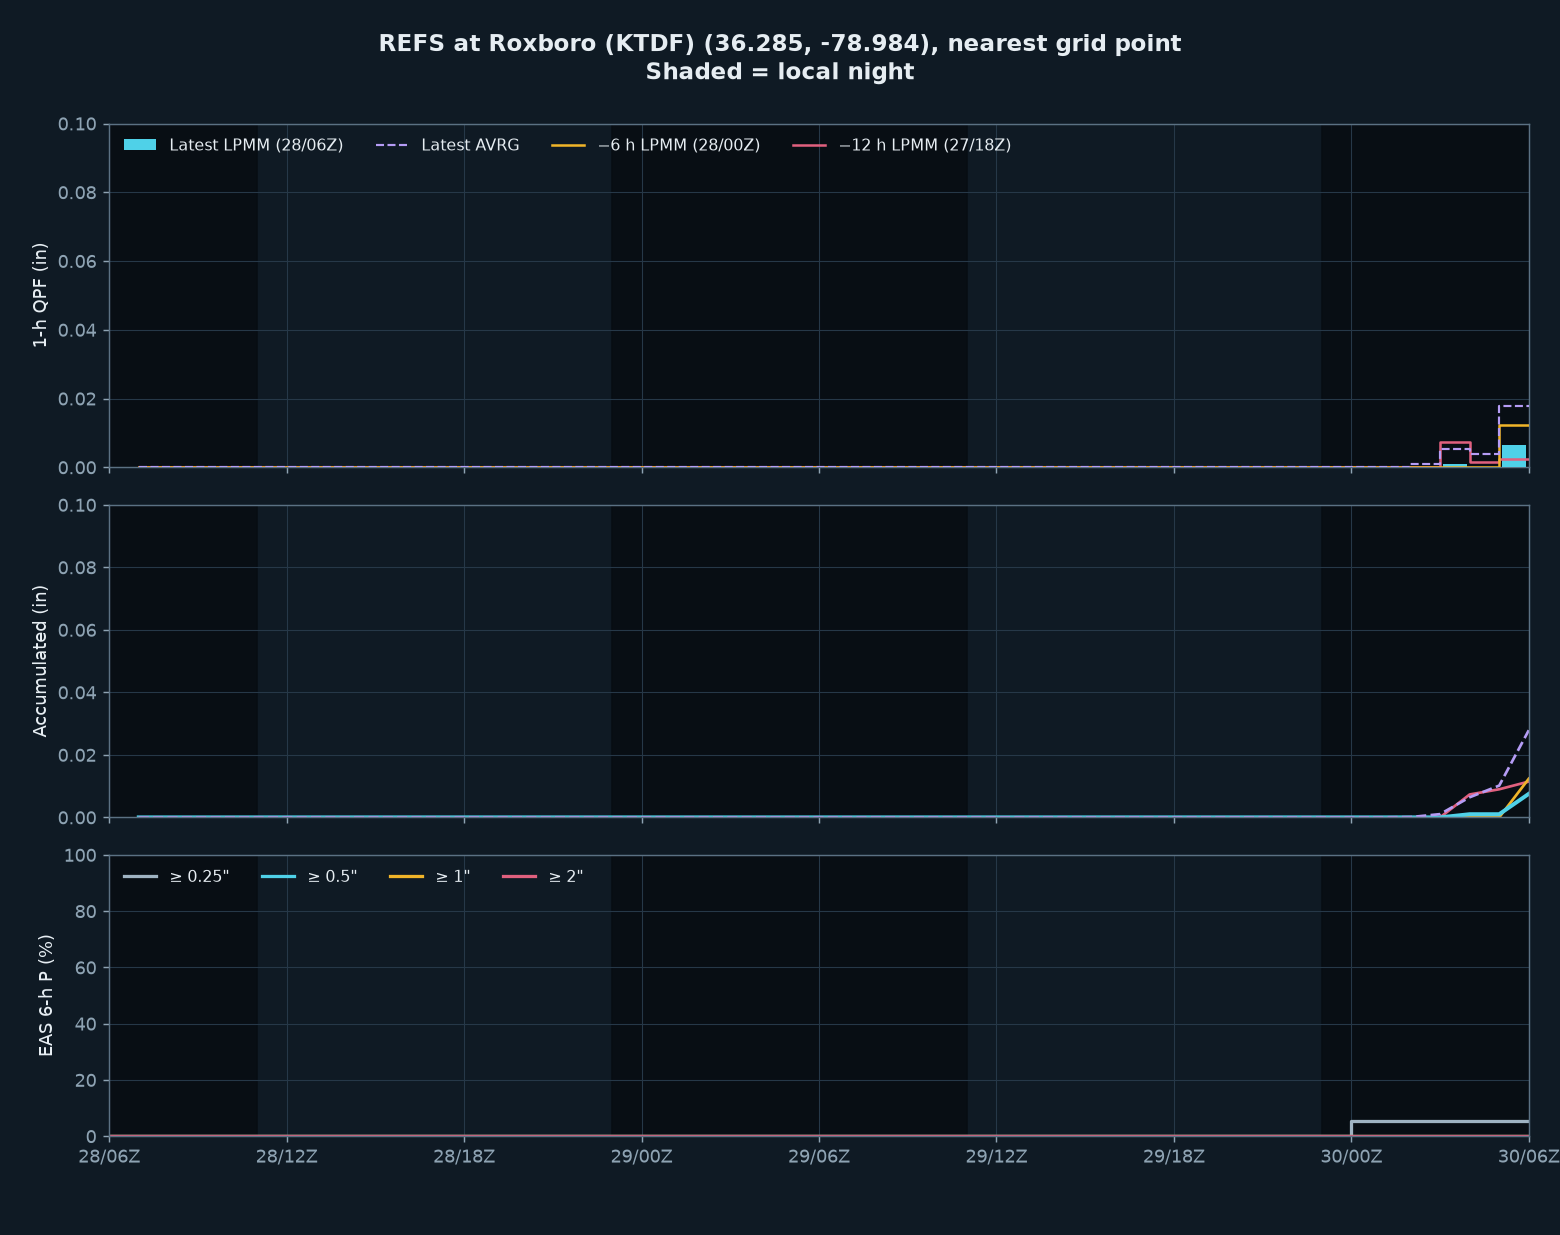 REFS at Roxboro (KTDF) (36.285, -78.984), nearest grid point
Shaded = local night
Latest LPMM (28/06Z) Latest AVRG −6 h LPMM (28/00Z) −12 h LPMM (27/18Z)
1-h QPF (in)
0.10
0.08
0.06
0.04
0.02
0.00
Accumulated (in)
0.10
0.08
0.06
0.04
0.02
0.00
≥ 0.25" ≥ 0.5" ≥ 1" ≥ 2"
EAS 6-h P (%)
100
80
60
40
20
0
28/06Z 28/12Z 28/18Z 29/00Z 29/06Z 29/12Z 29/18Z 30/00Z 30/06Z